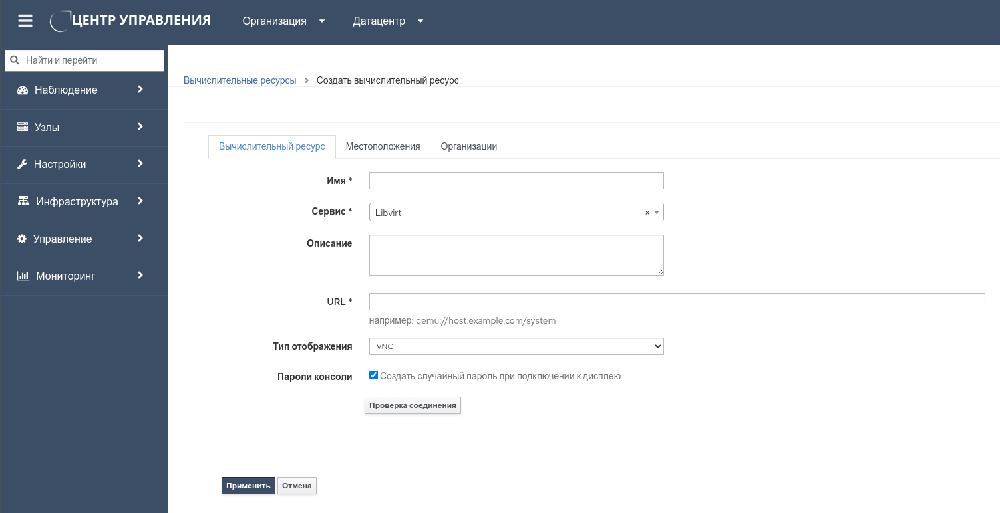 ЦЕНТР УПРАВЛЕНИЯ Организация Датацентр
Найти и перейти
Наблюдение
Узлы
Настройки
Инфраструктура
Управление
Мониторинг
Вычислительные ресурсы > Создать вычислительный ресурс
Вычислительный ресурс Местоположения Организации
Имя *
Сервис * Libvirt ×
Описание
URL *
например: qemu://host.example.com/system
Тип отображения VNC
Пароли консоли Создать случайный пароль при подключении к дисплею
Проверка соединения
Применить Отмена